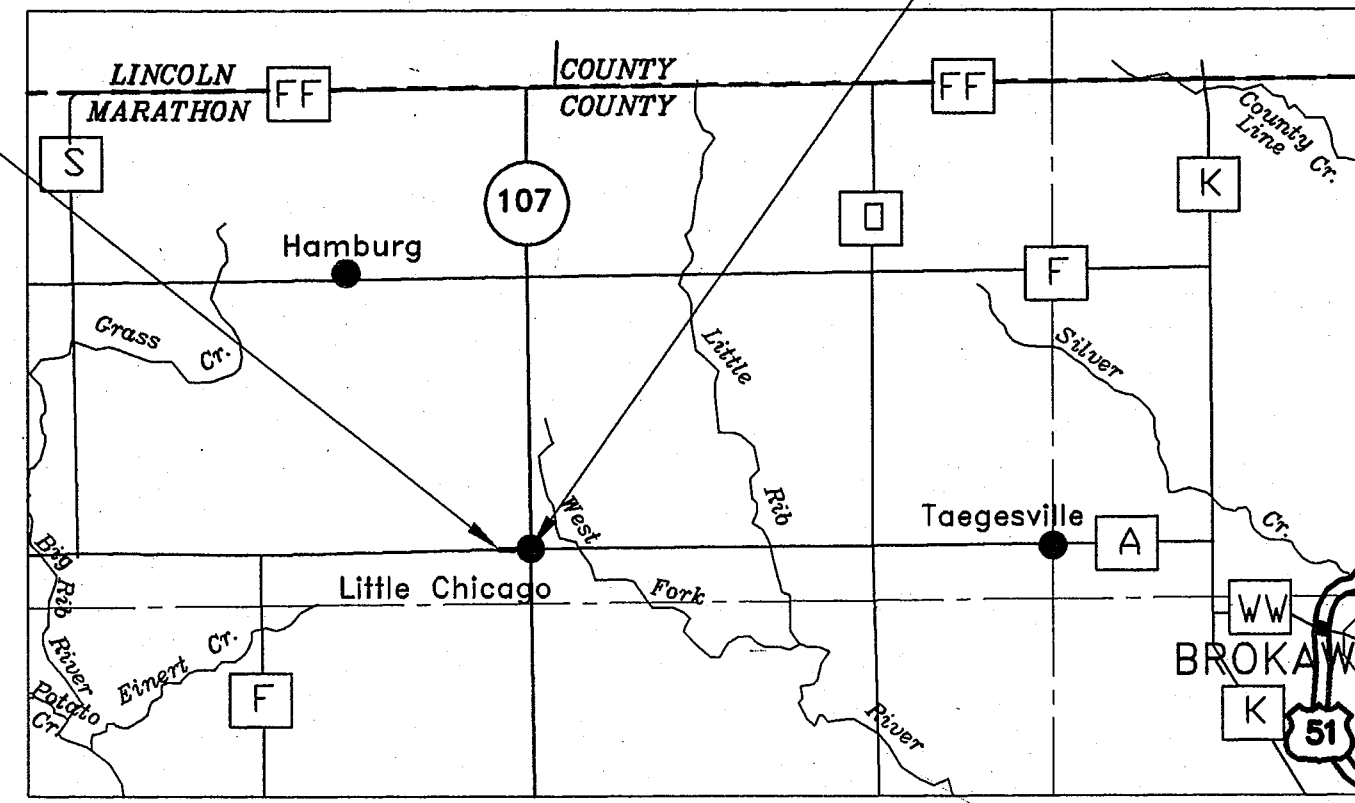 LINCOLN
MARATHON
FF
COUNTY
COUNTY
FF
County Cr.
Line
S
107
O
K
Hamburg
F
Grass Cr.
Little
Silver
Rib
West
Taegesville
A
Cr.
Big
Rib
River
Little Chicago
Fork
WW
BROKAW
Einert Cr.
Potato
Cr.
F
River
K
51